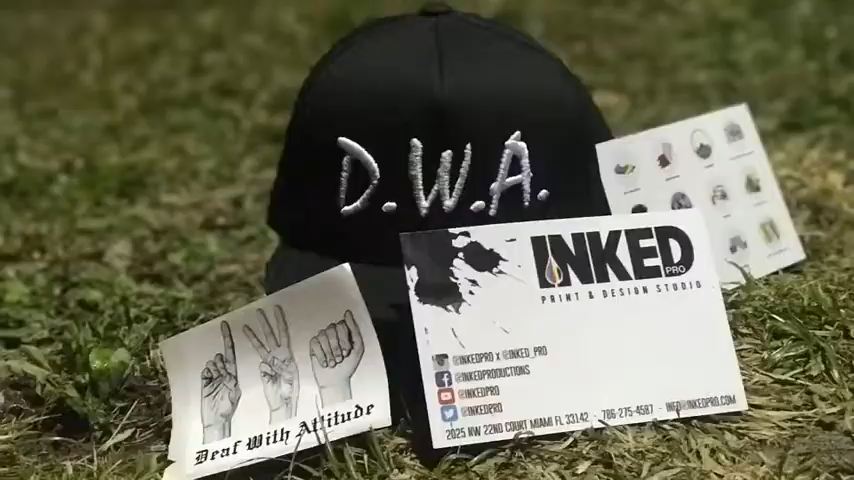 D.W.A.
INKED
PRO
PRINT & DESIGN STUDIO
@INKEDPRO X @INKED_PRO
@INKEDPRODUCTIONS
@INKEDPRO
@INKEDPRO
2025 NW 22ND COURT MIAMI FL 33142 · 786-275-4587 · INFO@INKEDPRO.COM
Deaf With Attitude